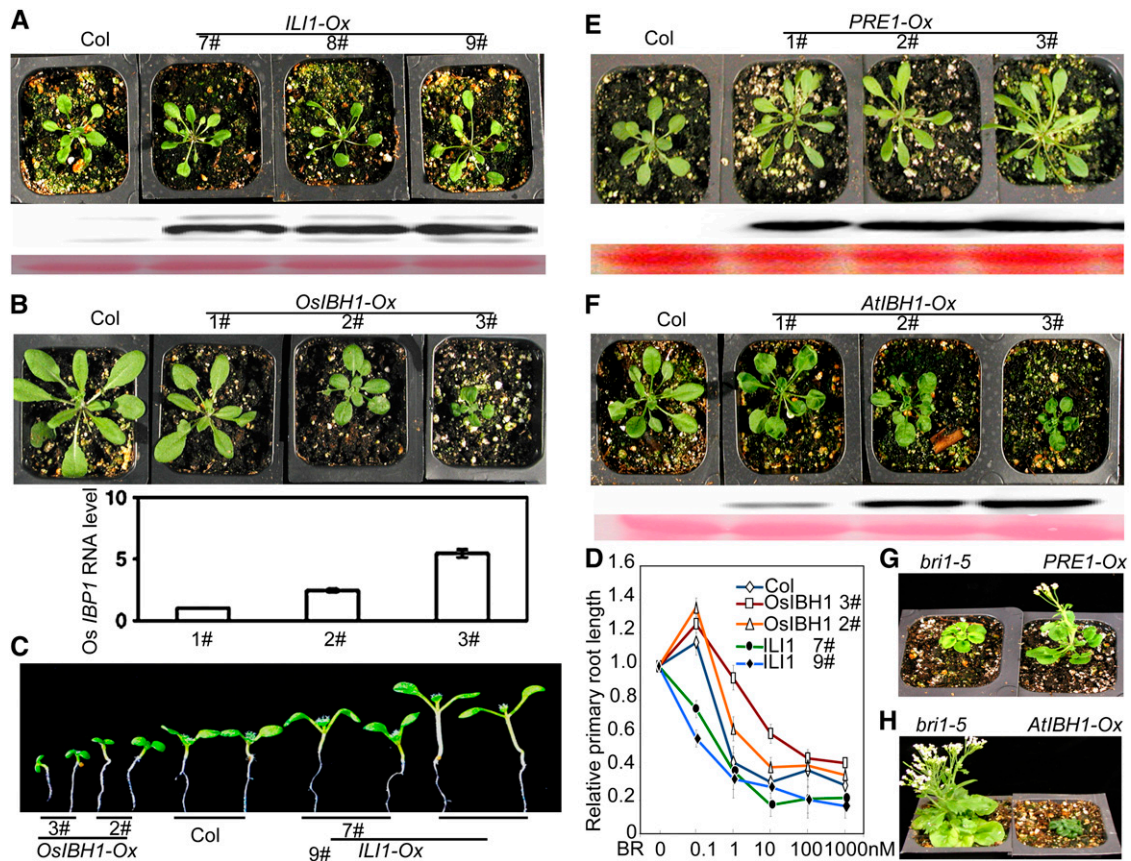 A
ILI1-Ox
Col 7# 8# 9#
B
OsIBH1-Ox
Col 1# 2# 3#
Os IBP1 RNA level
10
5
0
1# 2# 3#
C
3# 2# Col 7#
OsIBH1-Ox 9# ILI1-Ox
E
PRE1-Ox
Col 1# 2# 3#
F
AtIBH1-Ox
Col 1# 2# 3#
D
Relative primary root length
1.6
1.4
1.2
1.0
0.8
0.6
0.4
0.2
0
Col
OsIBH1 3#
OsIBH1 2#
ILI1 7#
ILI1 9#
BR 0 0.1 1 10 100 1000nM
G
bri1-5 PRE1-Ox
H
bri1-5 AtIBH1-Ox